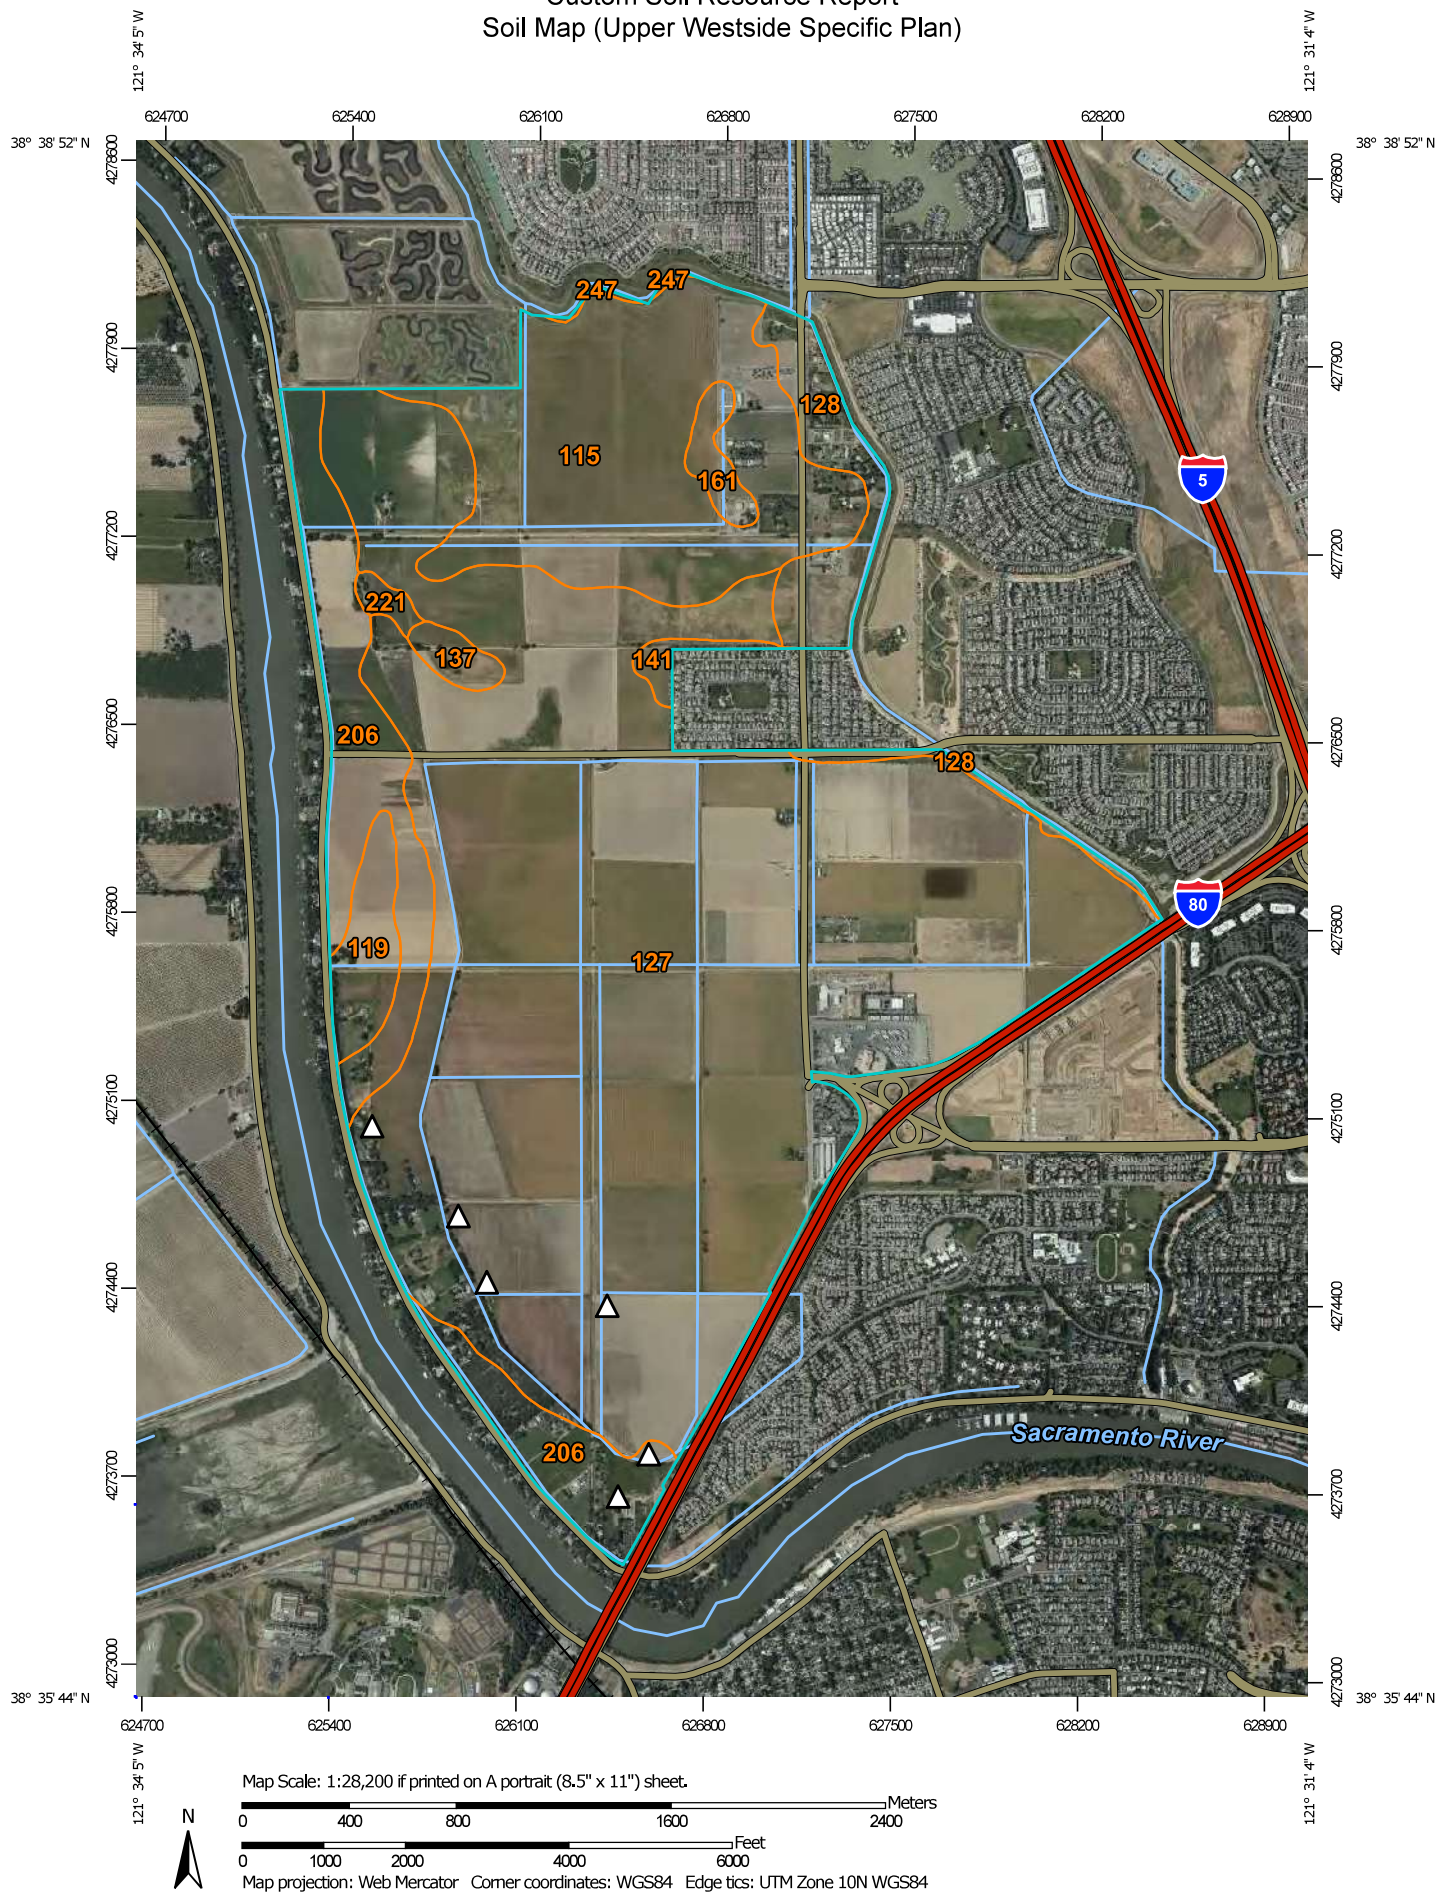 Custom Soil Resource Report
Soil Map (Upper Westside Specific Plan)
121° 34' 5" W
121° 31' 4" W
624700 625400 626100 626800 627500 628200 628900
38° 38' 52" N
38° 38' 52" N
4278600
4277900
4277200
4276500
4275800
4275100
4274400
4273700
4273000
4278600
4277900
4277200
4276500
4275800
4275100
4274400
4273700
4273000
247
247
128
115
161
5
221
137
141
206
128
80
119
127
206
Sacramento River
38° 35' 44" N
38° 35' 44" N
624700 625400 626100 626800 627500 628200 628900
121° 34' 5" W
121° 31' 4" W
Map Scale: 1:28,200 if printed on A portrait (8.5" x 11") sheet.
N
Meters
0 400 800 1600 2400
Feet
0 1000 2000 4000 6000
Map projection: Web Mercator Corner coordinates: WGS84 Edge tics: UTM Zone 10N WGS84